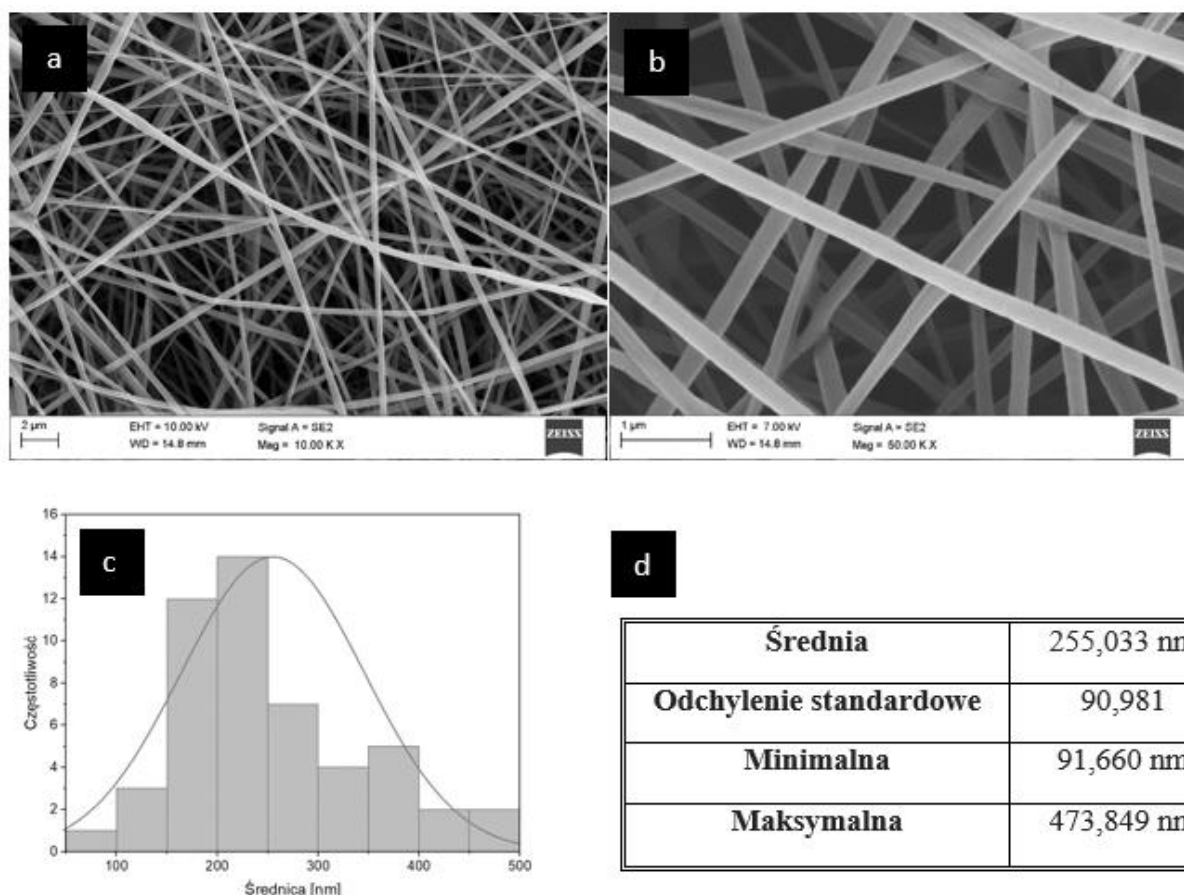 a
2 µm
EHT = 10.00 kV
Signal A = SE2
WD = 14.8 mm
Mag = 10.00 K X
ZEISS
b
1 µm
EHT = 7.00 kV
Signal A = SE2
WD = 14.8 mm
Mag = 50.00 K X
ZEISS
c
Częstotliwość
16
14
12
10
8
6
4
2
0
100 200 300 400 500
Średnica [nm]
d
Średnia 255,033 nm
Odchylenie standardowe 90,981
Minimalna 91,660 nm
Maksymalna 473,849 nm